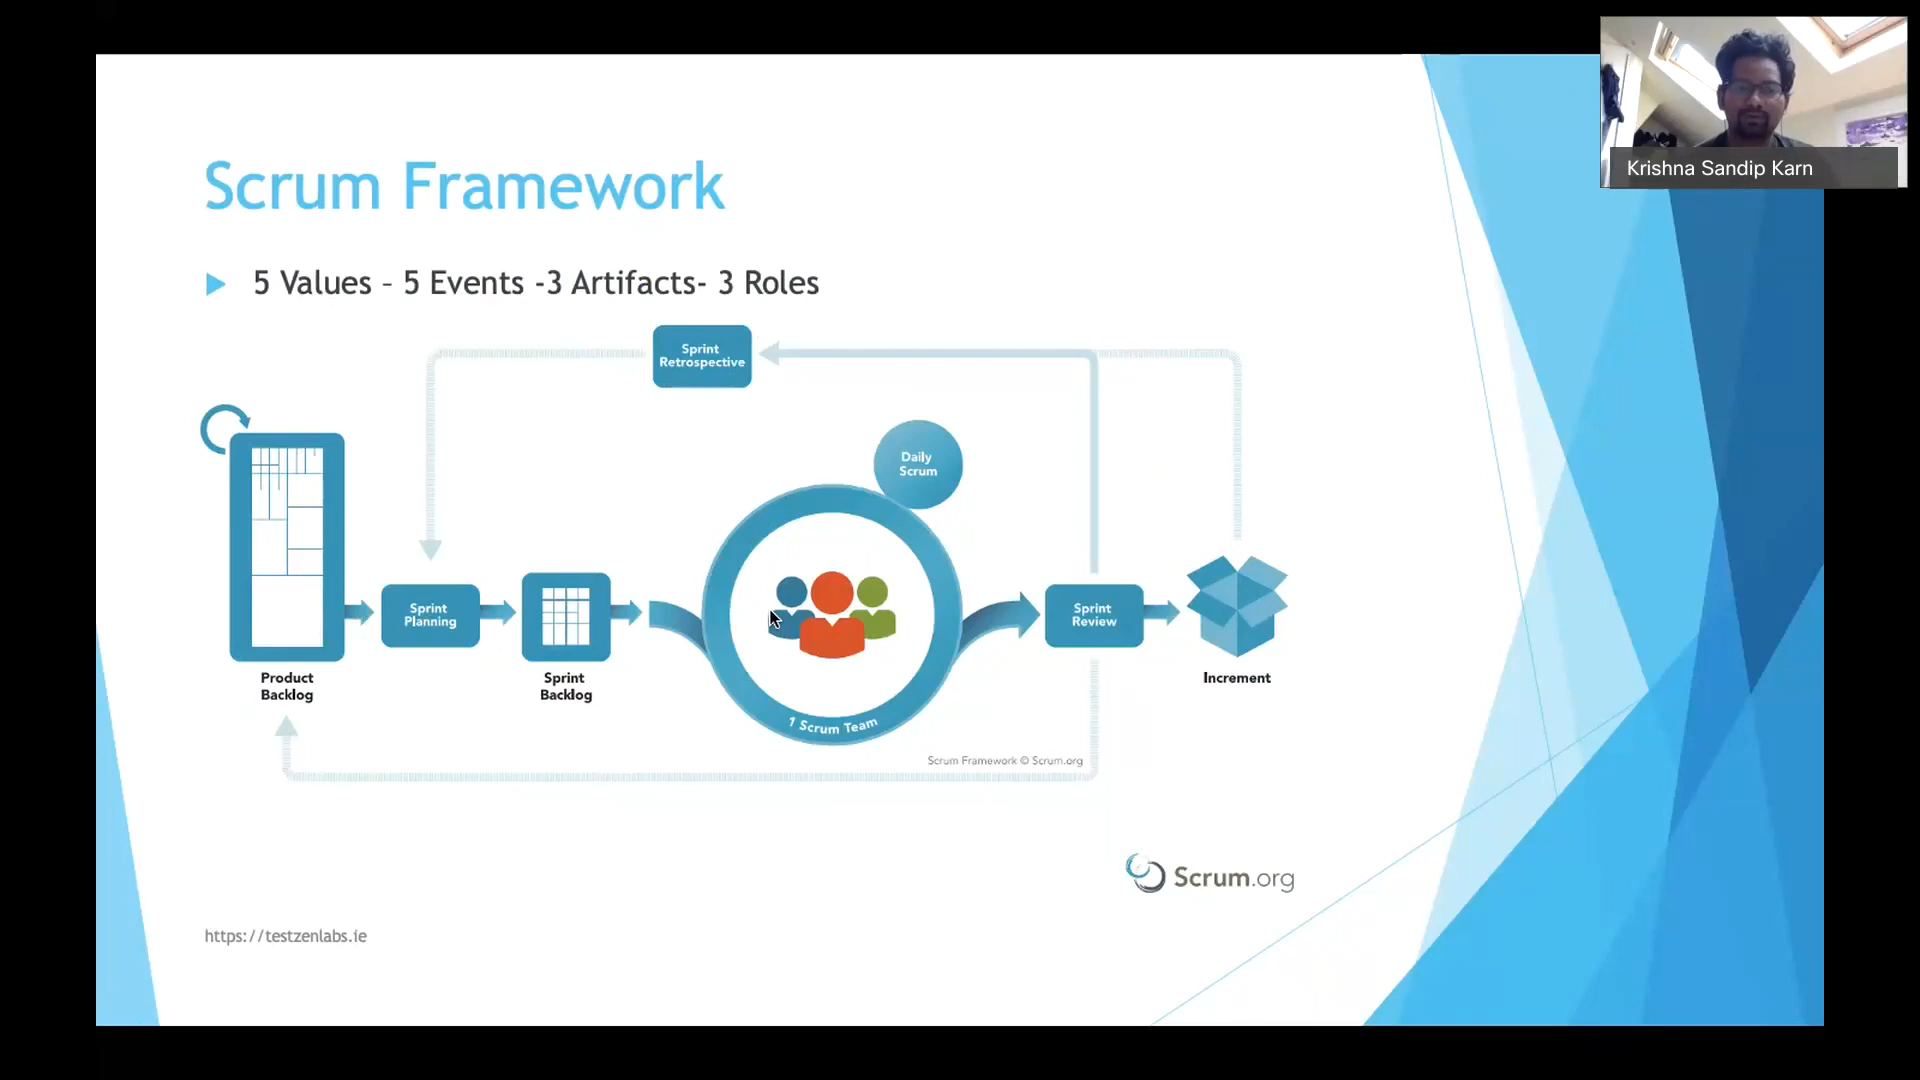 Krishna Sandip Karn
Scrum Framework
5 Values – 5 Events -3 Artifacts- 3 Roles
Sprint
Retrospective
Daily
Scrum
Sprint
Planning
Sprint
Review
Product
Backlog
Sprint
Backlog
1 Scrum Team
Increment
Scrum Framework © Scrum.org
Scrum.org
https://testzenlabs.ie